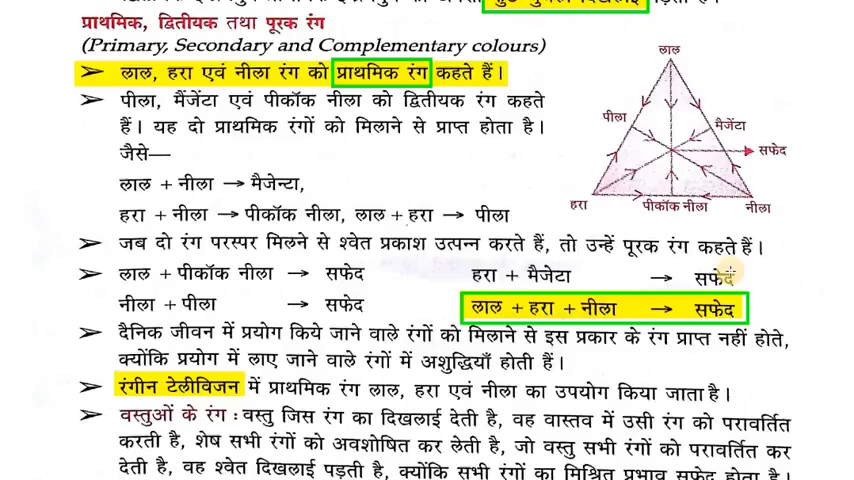 दिखलाई
प्राथमिक, द्वितीयक तथा पूरक रंग
(Primary, Secondary and Complementary colours)
➤ लाल, हरा एवं नीला रंग को प्राथमिक रंग कहते हैं।
➤ पीला, मैंजेंटा एवं पीकॉक नीला को द्वितीयक रंग कहते
हैं। यह दो प्राथमिक रंगों को मिलाने से प्राप्त होता है।
जैसे—
लाल + नीला → मैजेन्टा,
हरा + नीला → पीकॉक नीला, लाल + हरा → पीला
लाल
पीला
मैजेंटा
सफेद
हरा
पीकॉक नीला
नीला
➤ जब दो रंग परस्पर मिलने से श्वेत प्रकाश उत्पन्न करते हैं, तो उन्हें पूरक रंग कहते हैं।
➤ लाल + पीकॉक नीला → सफेद हरा + मैजेटा → सफेद
नीला + पीला → सफेद लाल + हरा + नीला → सफेद
➤ दैनिक जीवन में प्रयोग किये जाने वाले रंगों को मिलाने से इस प्रकार के रंग प्राप्त नहीं होते,
क्योंकि प्रयोग में लाए जाने वाले रंगों में अशुद्धियाँ होती हैं।
➤ रंगीन टेलीविजन में प्राथमिक रंग लाल, हरा एवं नीला का उपयोग किया जाता है।
➤ वस्तुओं के रंग : वस्तु जिस रंग का दिखलाई देती है, वह वास्तव में उसी रंग को परावर्तित
करती है, शेष सभी रंगों को अवशोषित कर लेती है, जो वस्तु सभी रंगों को परावर्तित कर
देती है, वह श्वेत दिखलाई पड़ती है, क्योंकि सभी रंगों का मिश्रित प्रभाव सफेद होता है।